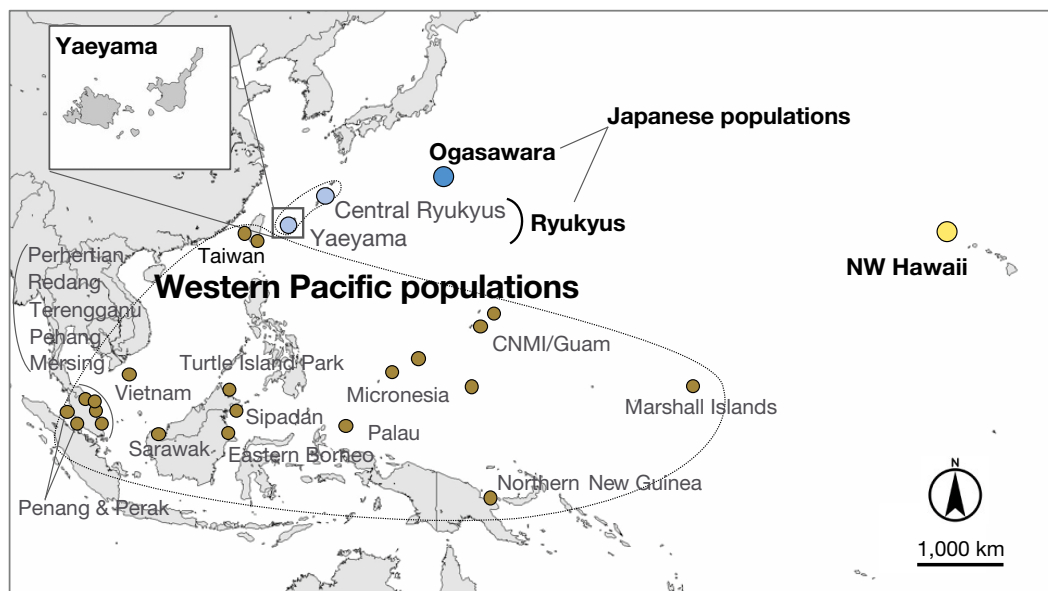 Yaeyama
Japanese populations
Ogasawara
Central Ryukyus
Ryukyus
Yaeyama
Taiwan
NW Hawaii
Perhertian
Redang
Terengganu
Pehang
Mersing
Western Pacific populations
CNMI/Guam
Turtle Island Park
Vietnam
Micronesia
Marshall Islands
Sipadan
Palau
Sarawak
Eastern Borneo
Northern New Guinea
Penang & Perak
N
1,000 km